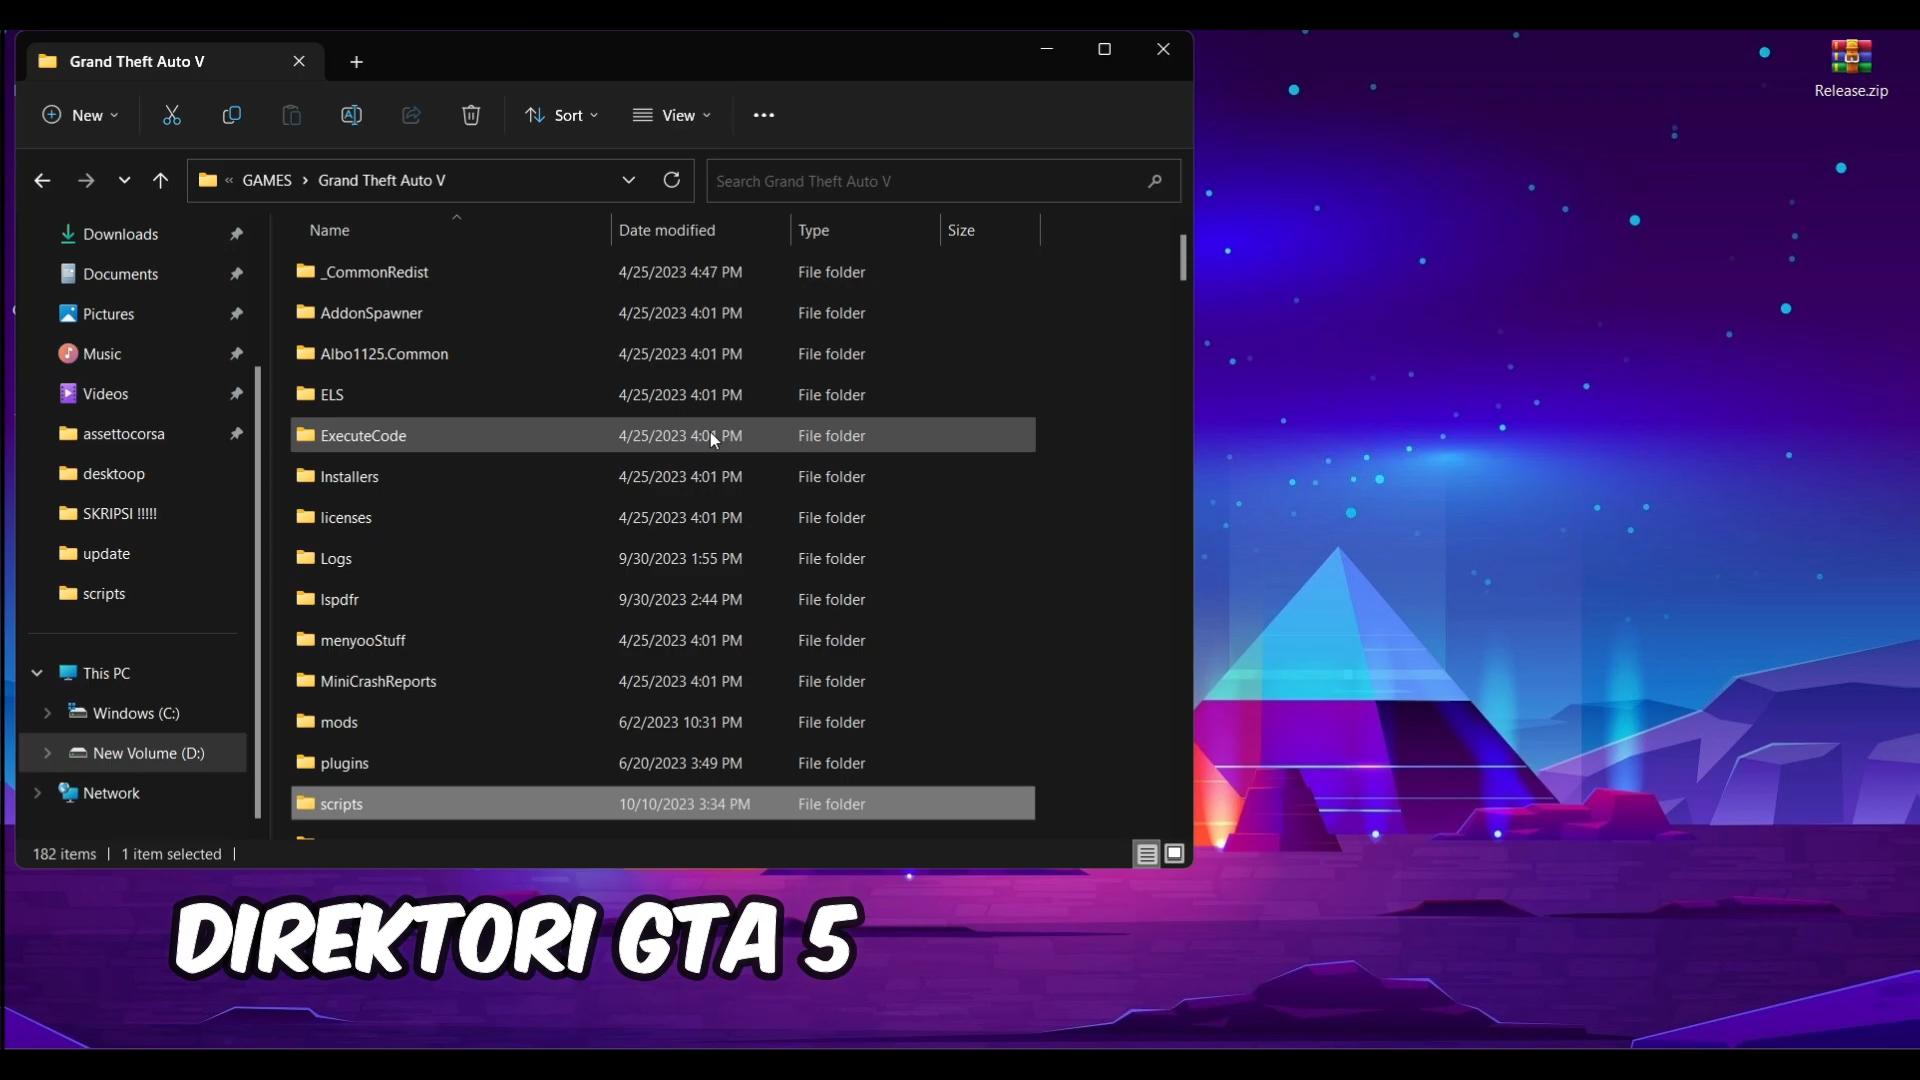 Grand Theft Auto V
New
Sort
View
GAMES
Grand Theft Auto V
Search Grand Theft Auto V
Name
Date modified
Type
Size
Downloads
Documents
Pictures
Music
Videos
assettocorsa
desktoop
SKRIPSI !!!!!
update
scripts
This PC
Windows (C:)
New Volume (D:)
Network
_CommonRedist 4/25/2023 4:47 PM File folder
AddonSpawner 4/25/2023 4:01 PM File folder
Albo1125.Common 4/25/2023 4:01 PM File folder
ELS 4/25/2023 4:01 PM File folder
ExecuteCode 4/25/2023 4:01 PM File folder
Installers 4/25/2023 4:01 PM File folder
licenses 4/25/2023 4:01 PM File folder
Logs 9/30/2023 1:55 PM File folder
lspdfr 9/30/2023 2:44 PM File folder
menyooStuff 4/25/2023 4:01 PM File folder
MiniCrashReports 4/25/2023 4:01 PM File folder
mods 6/2/2023 10:31 PM File folder
plugins 6/20/2023 3:49 PM File folder
scripts 10/10/2023 3:34 PM File folder
182 items
1 item selected
Release.zip
DIREKTORI GTA 5